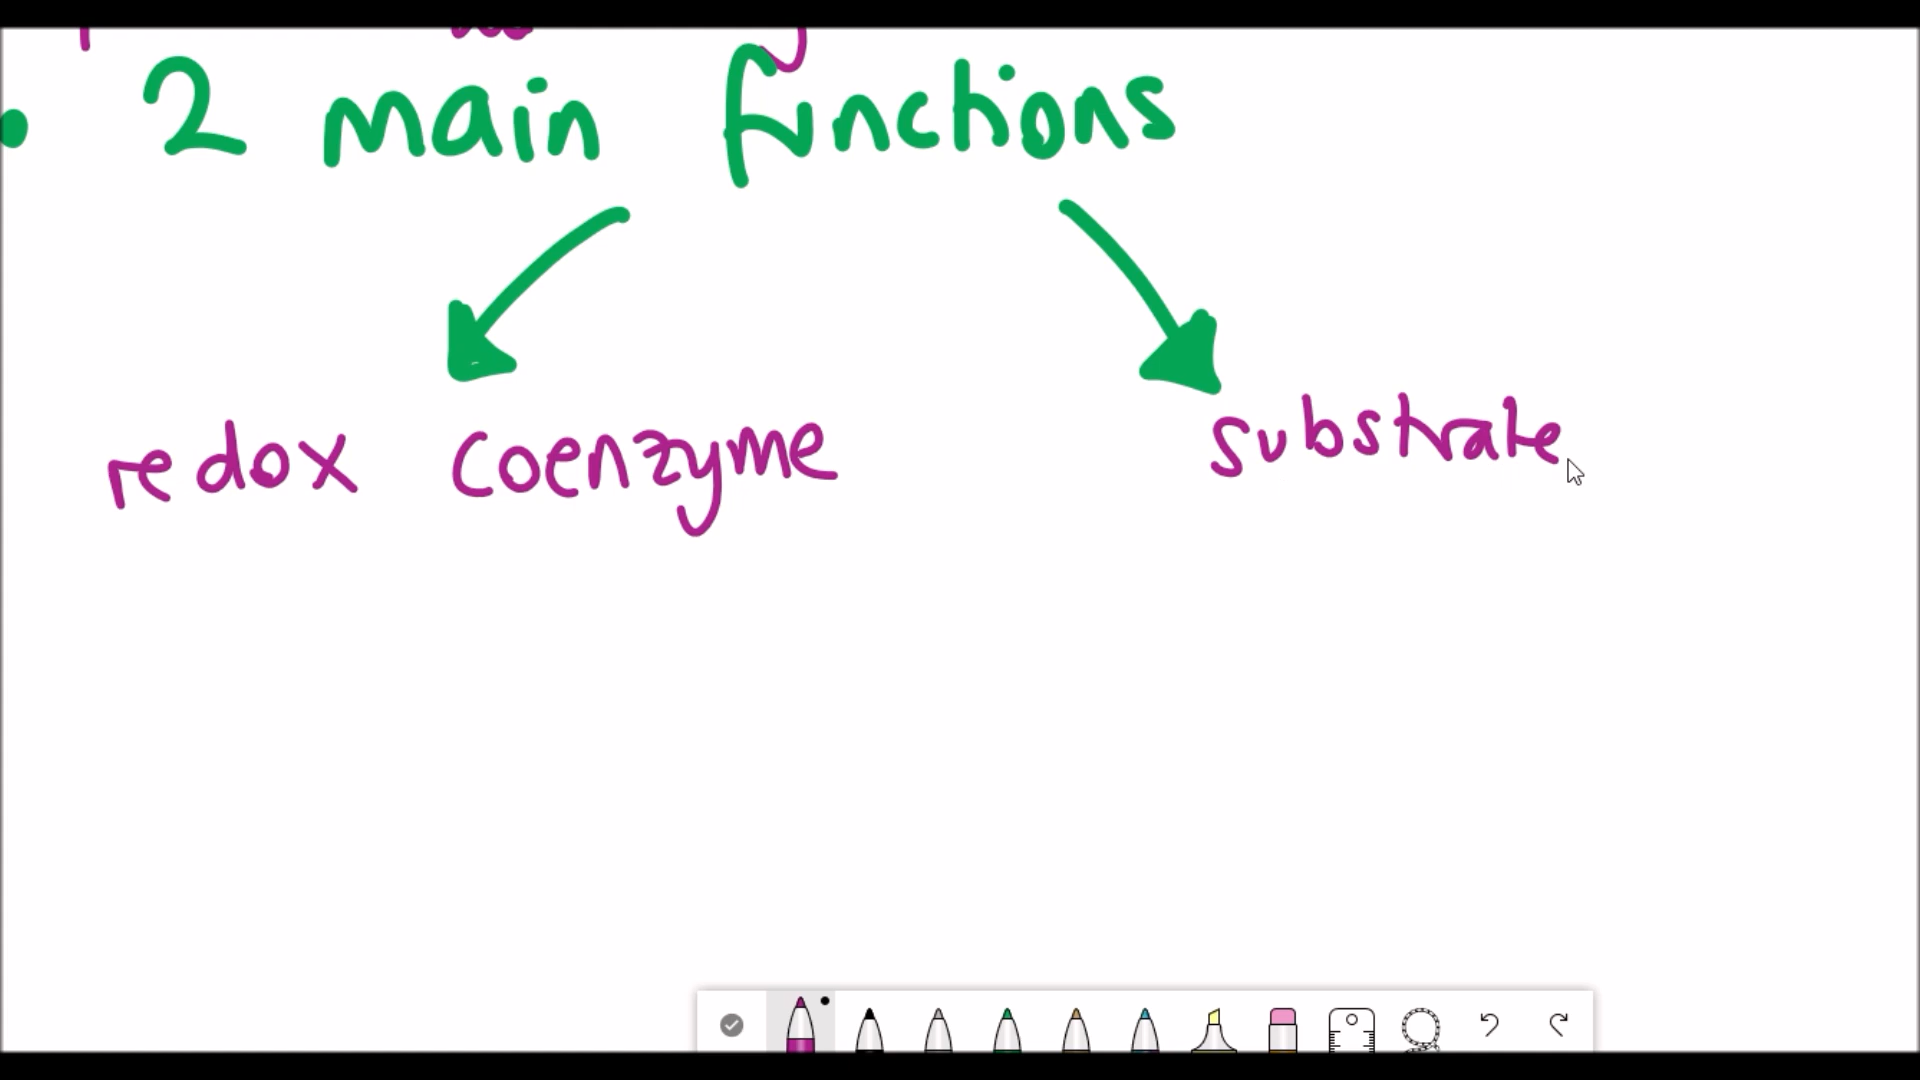 • 2 main functions
redox coenzyme
substrate